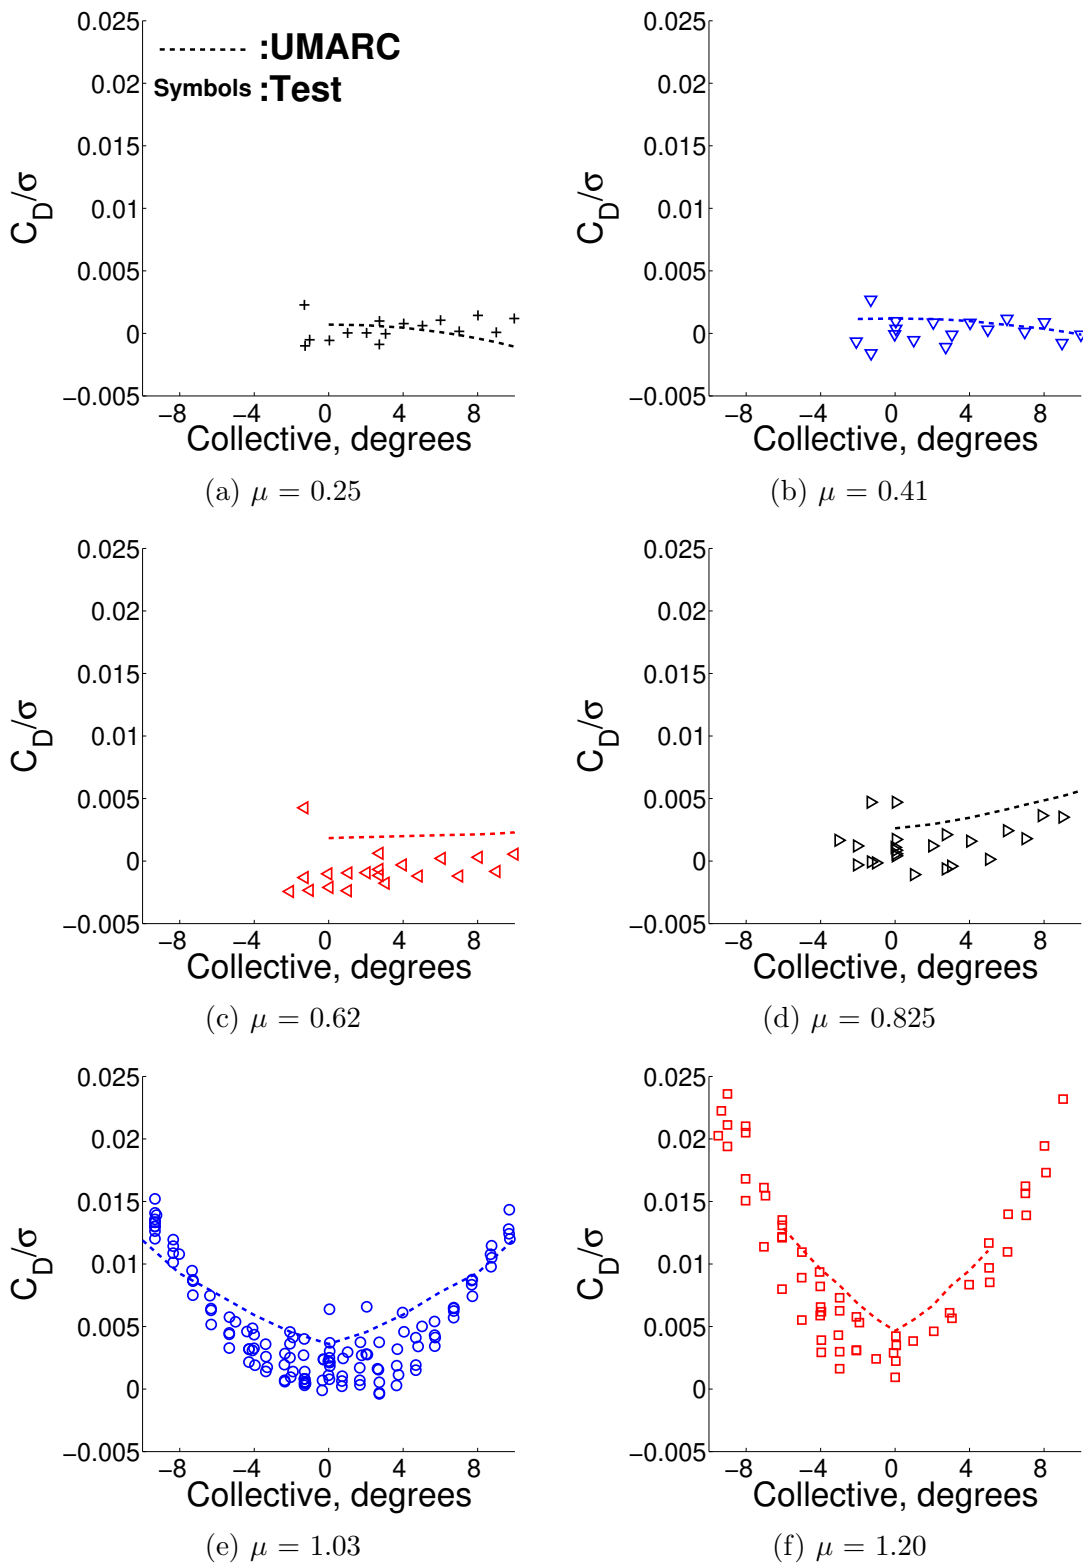 0.025
0.02
0.015
0.01
0.005
0
−0.005
C_D/σ
:UMARC
Symbols :Test
−8 −4 0 4 8
Collective, degrees
(a) μ = 0.25
0.025
0.02
0.015
0.01
0.005
0
−0.005
C_D/σ
−8 −4 0 4 8
Collective, degrees
(b) μ = 0.41
0.025
0.02
0.015
0.01
0.005
0
−0.005
C_D/σ
−8 −4 0 4 8
Collective, degrees
(c) μ = 0.62
0.025
0.02
0.015
0.01
0.005
0
−0.005
C_D/σ
−8 −4 0 4 8
Collective, degrees
(d) μ = 0.825
0.025
0.02
0.015
0.01
0.005
0
−0.005
C_D/σ
−8 −4 0 4 8
Collective, degrees
(e) μ = 1.03
0.025
0.02
0.015
0.01
0.005
0
−0.005
C_D/σ
−8 −4 0 4 8
Collective, degrees
(f) μ = 1.20